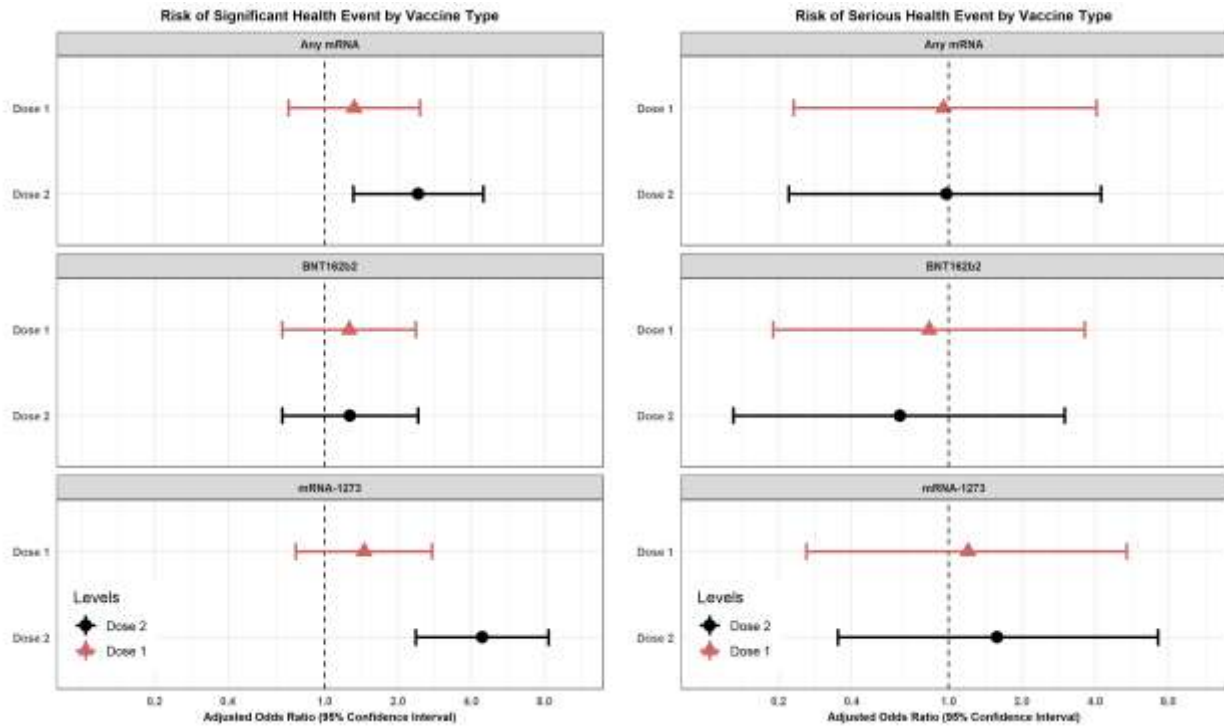 Risk of Significant Health Event by Vaccine Type
Any mRNA
Dose 1
Dose 2
BNT162b2
Dose 1
Dose 2
mRNA-1273
Dose 1
Dose 2
Levels
Dose 2
Dose 1
0.2 0.4 1.0 2.0 4.0 8.0
Adjusted Odds Ratio (95% Confidence Interval)
Risk of Serious Health Event by Vaccine Type
Any mRNA
Dose 1
Dose 2
BNT162b2
Dose 1
Dose 2
mRNA-1273
Dose 1
Dose 2
Levels
Dose 2
Dose 1
0.2 0.4 1.0 2.0 4.0 8.0
Adjusted Odds Ratio (95% Confidence Interval)